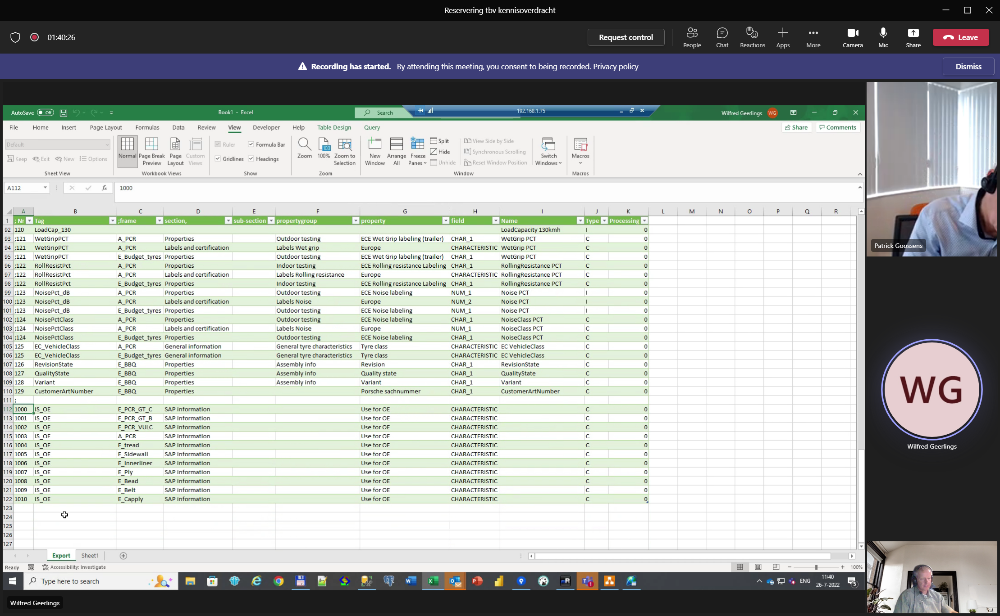 Reservering tbv kennisoverdracht
01:40:26
Request control
People
Chat
Reactions
Apps
More
Camera
Mic
Share
Leave
Recording has started. By attending this meeting, you consent to being recorded. Privacy policy
Dismiss
AutoSave Off
Book1 - Excel
Search
192.168.1.75
Wilfred Geerlings WG
File Home Insert Page Layout Formulas Data Review View Developer Help Table Design Query
Share Comments
Default
Keep Exit New Options
Sheet View
Normal
Page Break Preview
Page Layout
Custom Views
Workbook Views
Ruler Formula Bar
Gridlines Headings
Show
Zoom
100%
Zoom to Selection
Zoom
New Window
Arrange All
Freeze Panes
Split
Hide
Unhide
View Side by Side
Synchronous Scrolling
Reset Window Position
Window
Switch Windows
Macros
Macros
A112 fx 1000
A B C D E F G H I J K L M N O P Q R
1 ; Nr Tag ;frame section, sub-section propertygroup property field Name Type Processing
92 120 LoadCap_130 LoadCapacity 130kmh I 0
93 ;121 WetGripPCT A_PCR Properties Outdoor testing ECE Wet Grip labeling (trailer) CHAR_1 WetGrip PCT C 0
94 ;121 WetGripPCT A_PCR Labels and certification Labels Wet grip Europe CHARACTERISTIC WetGrip PCT C 0
95 ;121 WetGripPCT E_Budget_tyres Properties Outdoor testing ECE Wet Grip labeling (trailer) CHAR_1 WetGrip PCT C 0
96 ;122 RollResistPct A_PCR Properties Indoor testing ECE Rolling resistance Labeling CHAR_1 RollingResistance PCT C 0
97 ;122 RollResistPct A_PCR Labels and certification Labels Rolling resistance Europe CHARACTERISTIC RollingResistance PCT C 0
98 ;122 RollResistPct E_Budget_tyres Properties Indoor testing ECE Rolling resistance Labeling CHAR_1 RollingResistance PCT C 0
99 ;123 NoisePct_dB A_PCR Properties Outdoor testing ECE Noise labeling NUM_1 Noise PCT I 0
100 ;123 NoisePct_dB A_PCR Labels and certification Labels Noise Europe NUM_2 Noise PCT I 0
101 ;123 NoisePct_dB E_Budget_tyres Properties Outdoor testing ECE Noise labeling NUM_1 Noise PCT I 0
102 ;124 NoisePctClass A_PCR Properties Outdoor testing ECE Noise labeling CHAR_1 NoiseClass PCT C 0
103 ;124 NoisePctClass A_PCR Labels and certification Labels Noise Europe NUM_1 NoiseClass PCT C 0
104 ;124 NoisePctClass E_Budget_tyres Properties Outdoor testing ECE Noise labeling CHAR_1 NoiseClass PCT C 0
105 125 EC_VehicleClass A_PCR General information General tyre characteristics Tyre class CHARACTERISTIC EC VehicleClass C 0
106 125 EC_VehicleClass E_Budget_tyres General information General tyre characteristics Tyre class CHARACTERISTIC EC VehicleClass C 0
107 126 RevisionState E_BBQ Properties Assembly info Revision CHAR_1 RevisionState C 0
108 127 QualityState E_BBQ Properties Assembly info Quality state CHAR_1 QualityState C 0
109 128 Variant E_BBQ Properties Assembly info Variant CHAR_1 Variant C 0
110 129 CustomerArtNumber E_BBQ Properties Porsche sachnummer CHAR_1 CustomerArtNumber C 0
111 ;
112 1000 IS_OE E_PCR_GT_C SAP information Use for OE CHARACTERISTIC C 0
113 1001 IS_OE E_PCR_GT_B SAP information Use for OE CHARACTERISTIC C 0
114 1002 IS_OE E_PCR_VULC SAP information Use for OE CHARACTERISTIC C 0
115 1003 IS_OE A_PCR SAP information Use for OE CHARACTERISTIC C 0
116 1004 IS_OE E_tread SAP information Use for OE CHARACTERISTIC C 0
117 1005 IS_OE E_Sidewall SAP information Use for OE CHARACTERISTIC C 0
118 1006 IS_OE E_Innerliner SAP information Use for OE CHARACTERISTIC C 0
119 1007 IS_OE E_Ply SAP information Use for OE CHARACTERISTIC C 0
120 1008 IS_OE E_Bead SAP information Use for OE CHARACTERISTIC C 0
121 1009 IS_OE E_Belt SAP information Use for OE CHARACTERISTIC C 0
122 1010 IS_OE E_Capply SAP information Use for OE CHARACTERISTIC C 0
123
124
125
126
127
Export Sheet1
Ready Accessibility: Investigate 100%
Type here to search
ENG 11:40
26-7-2022
5
Wilfred Geerlings
Patrick Goossens
WG
Wilfred Geerlings